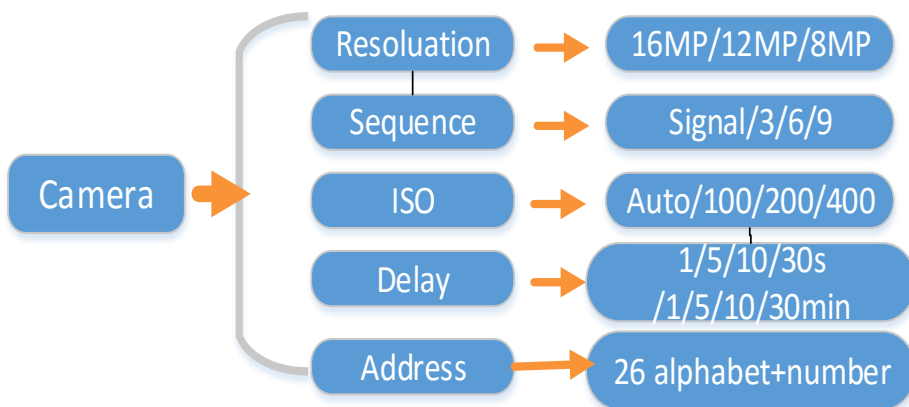 Resoluation
16MP/12MP/8MP
Sequence
Signal/3/6/9
Camera
ISO
Auto/100/200/400
Delay
1/5/10/30s
/1/5/10/30min
Address
26 alphabet+number